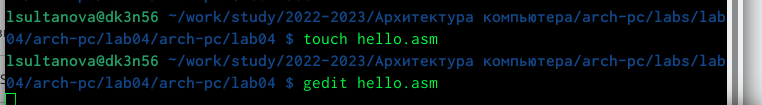 lsultanova@dk3n56 ~/work/study/2022-2023/Архитектура компьютера/arch-pc/labs/lab
04/arch-pc/lab04/arch-pc/lab04 $ touch hello.asm
lsultanova@dk3n56 ~/work/study/2022-2023/Архитектура компьютера/arch-pc/labs/lab
04/arch-pc/lab04/arch-pc/lab04 $ gedit hello.asm